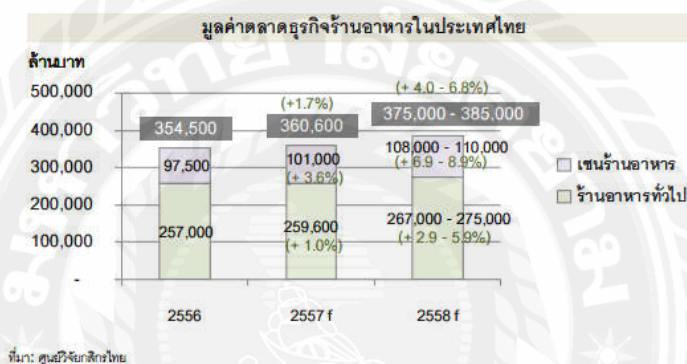 มูลค่าตลาดธุรกิจร้านอาหารในประเทศไทย
ล้านบาท
500,000
400,000
300,000
200,000
100,000
-
354,500
97,500
257,000
(+1.7%)
360,600
101,000
(+ 3.6%)
259,600
(+ 1.0%)
(+ 4.0 - 6.8%)
375,000 - 385,000
108,000 - 110,000
(+ 6.9 - 8.9%)
267,000 - 275,000
(+ 2.9 - 5.9%)
เชนร้านอาหาร
ร้านอาหารทั่วไป
2556
2557 f
2558 f
ที่มา: ศูนย์วิจัยกสิกรไทย